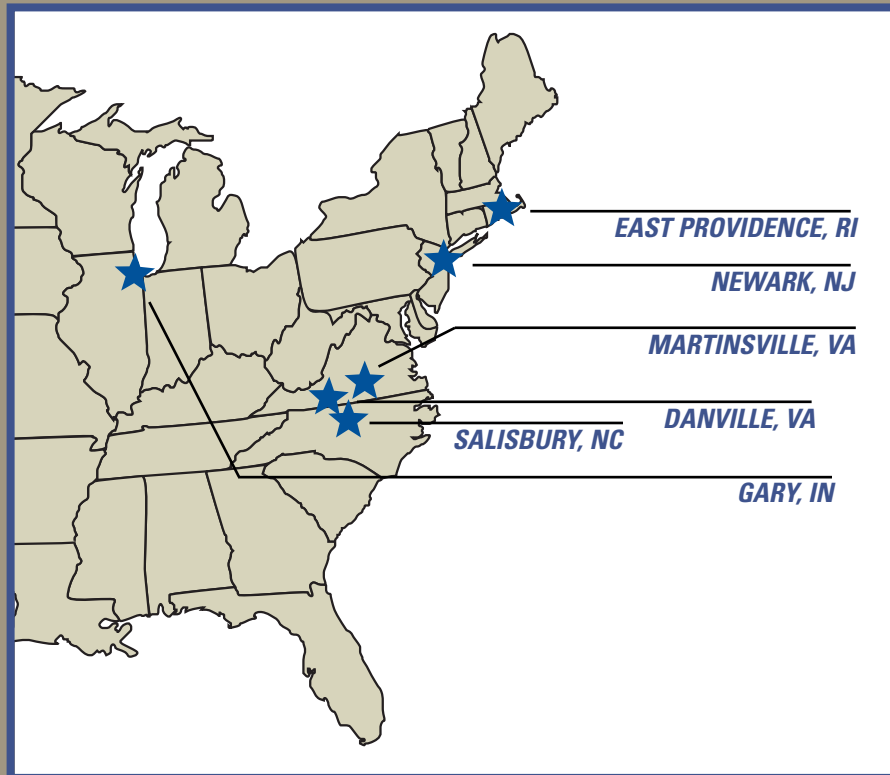 EAST PROVIDENCE, RI
NEWARK, NJ
MARTINSVILLE, VA
DANVILLE, VA
SALISBURY, NC
GARY, IN